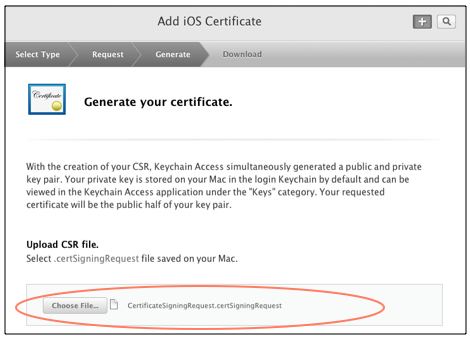 Add iOS Certificate
Select Type
Request
Generate
Download
Certificate
Generate your certificate.
With the creation of your CSR, Keychain Access simultaneously generated a public and private
key pair. Your private key is stored on your Mac in the login Keychain by default and can be
viewed in the Keychain Access application under the "Keys" category. Your requested
certificate will be the public half of your key pair.
Upload CSR file.
Select .certSigningRequest file saved on your Mac.
Choose File... CertificateSigningRequest.certSigningRequest